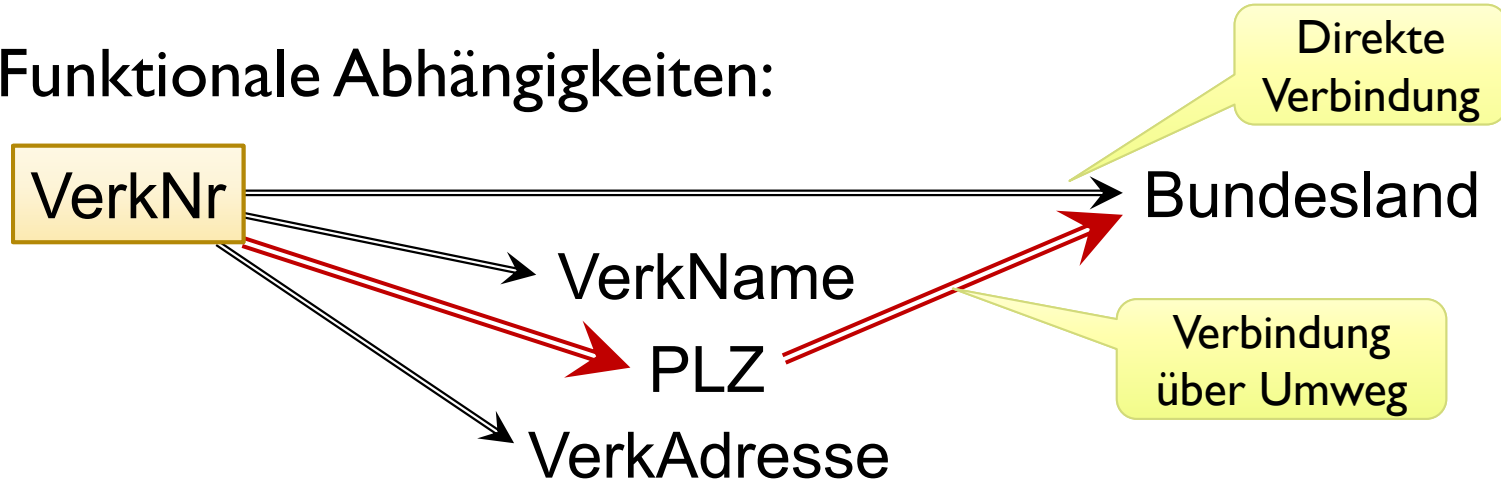 Funktionale Abhängigkeiten:
Direkte
Verbindung
VerkNr
Bundesland
VerkName
PLZ
VerkAdresse
Verbindung
über Umweg